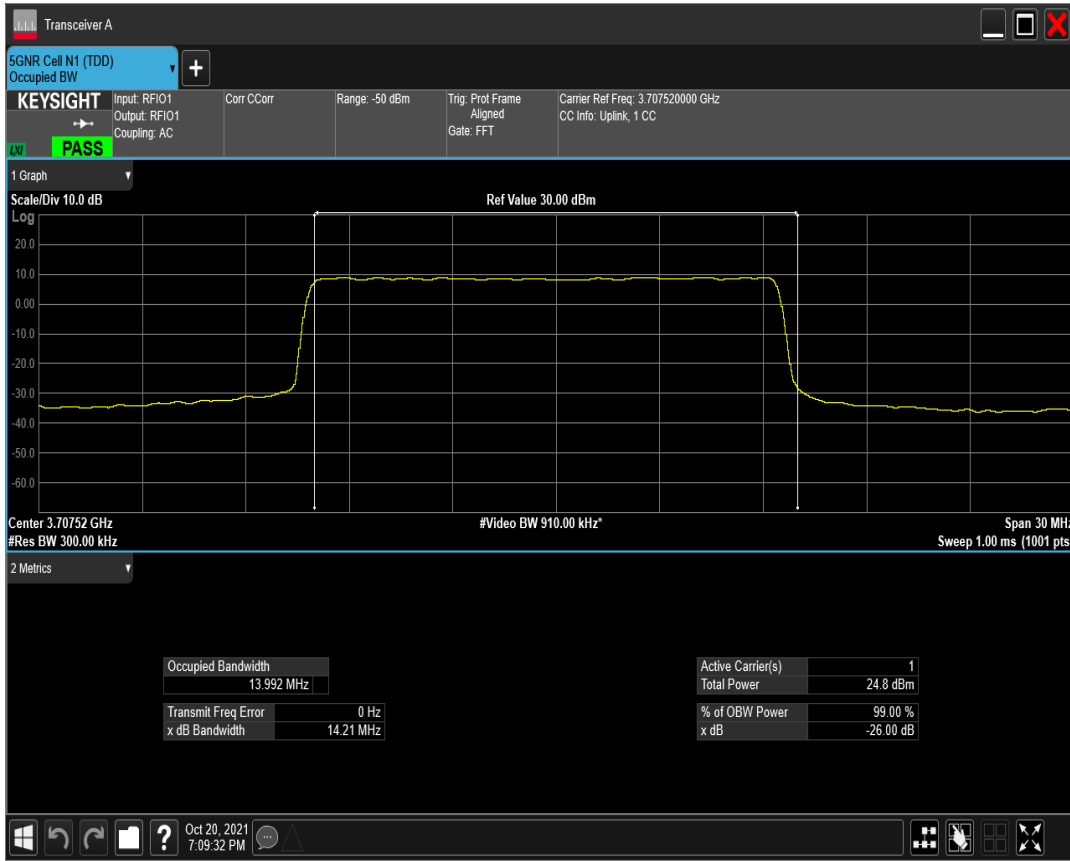 Transceiver A
5GNR Cell N1 (TDD)
Occupied BW
+
KEYSIGHT
LXI
PASS
Input: RFIO1
Output: RFIO1
Coupling: AC
Corr CCorr
Range: -50 dBm
Trig: Prot Frame
Aligned
Gate: FFT
Carrier Ref Freq: 3.707520000 GHz
CC Info: Uplink, 1 CC
1 Graph
Scale/Div 10.0 dB
Ref Value 30.00 dBm
Log
20.0
10.0
0.00
-10.0
-20.0
-30.0
-40.0
-50.0
-60.0
Center 3.70752 GHz
#Video BW 910.00 kHz*
Span 30 MHz
#Res BW 300.00 kHz
Sweep 1.00 ms (1001 pts
2 Metrics
Occupied Bandwidth
13.992 MHz
Transmit Freq Error 0 Hz
x dB Bandwidth 14.21 MHz
Active Carrier(s) 1
Total Power 24.8 dBm
% of OBW Power 99.00 %
x dB -26.00 dB
?
Oct 20, 2021
7:09:32 PM